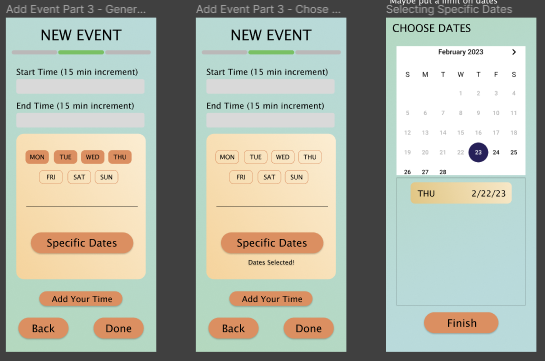 Maybe put a limit on dates
Add Event Part 3 - Gener...
NEW EVENT
Start Time (15 min increment)
End Time (15 min increment)
MON TUE WED THU
FRI SAT SUN
Specific Dates
Add Your Time
Back Done
Add Event Part 3 - Chose ...
NEW EVENT
Start Time (15 min increment)
End Time (15 min increment)
MON TUE WED THU
FRI SAT SUN
Specific Dates
Dates Selected!
Add Your Time
Back Done
Selecting Specific Dates
CHOOSE DATES
February 2023 >
S M T W T F S
1 2 3 4
5 6 7 8 9 10 11
12 13 14 15 16 17 18
19 20 21 22 23 24 25
26 27 28
THU 2/22/23
Finish